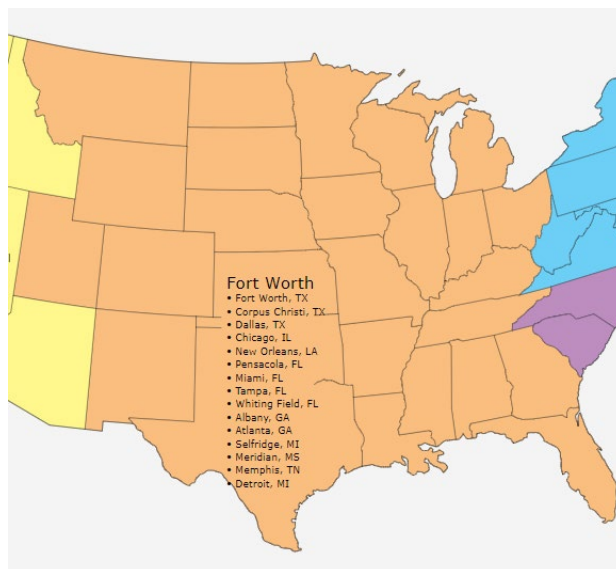 Fort Worth
• Fort Worth, TX
• Corpus Christi, TX
• Dallas, TX
• Chicago, IL
• New Orleans, LA
• Pensacola, FL
• Miami, FL
• Tampa, FL
• Whiting Field, FL
• Albany, GA
• Atlanta, GA
• Selfridge, MI
• Meridian, MS
• Memphis, TN
• Detroit, MI